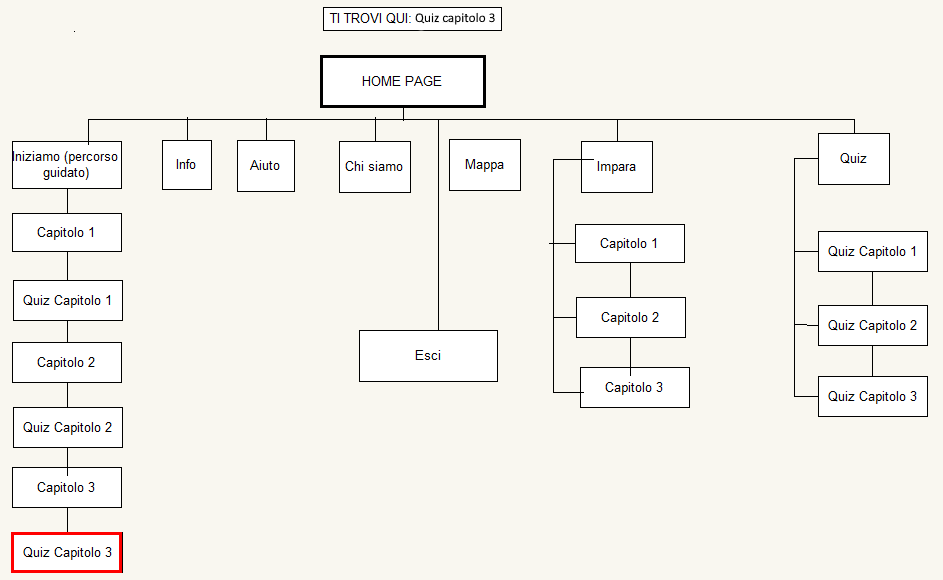 TI TROVI QUI: Quiz capitolo 3
HOME PAGE
Iniziamo (percorso
guidato)
Info
Aiuto
Chi siamo
Mappa
Impara
Quiz
Capitolo 1
Quiz Capitolo 1
Capitolo 2
Quiz Capitolo 2
Capitolo 3
Quiz Capitolo 3
Esci
Capitolo 1
Capitolo 2
Capitolo 3
Quiz Capitolo 1
Quiz Capitolo 2
Quiz Capitolo 3